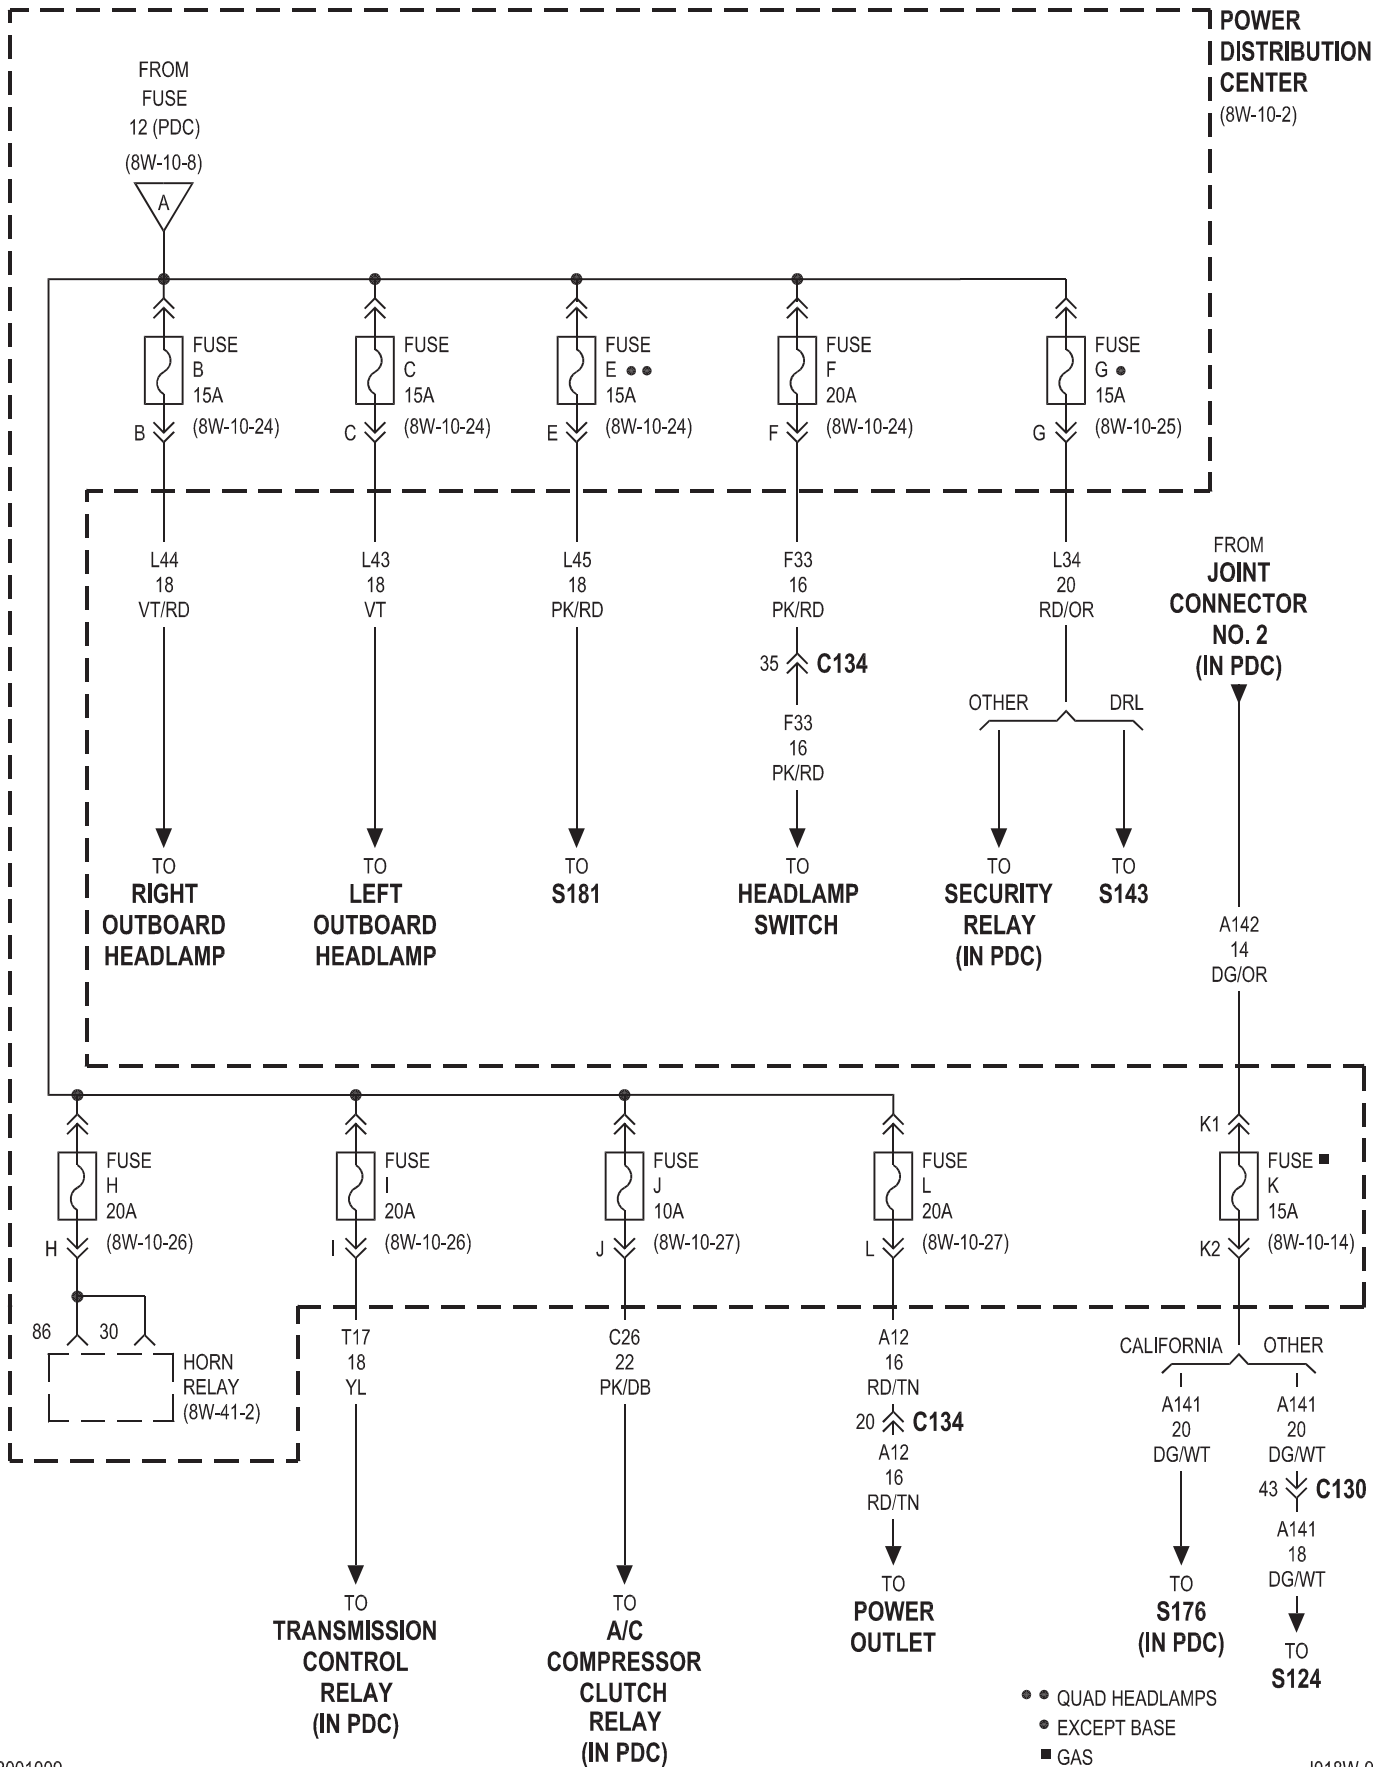 POWER
DISTRIBUTION
CENTER
(8W-10-2)
FROM
FUSE
12 (PDC)
(8W-10-8)
A
FUSE
B
15A
(8W-10-24)
B
FUSE
C
15A
(8W-10-24)
C
FUSE
E ● ●
15A
(8W-10-24)
E
FUSE
F
20A
(8W-10-24)
F
FUSE
G ●
15A
(8W-10-25)
G
L44
18
VT/RD
TO
RIGHT
OUTBOARD
HEADLAMP
L43
18
VT
TO
LEFT
OUTBOARD
HEADLAMP
L45
18
PK/RD
TO
S181
F33
16
PK/RD
35 C134
F33
16
PK/RD
TO
HEADLAMP
SWITCH
L34
20
RD/OR
OTHER DRL
TO
SECURITY
RELAY
(IN PDC)
TO
S143
FROM
JOINT
CONNECTOR
NO. 2
(IN PDC)
A142
14
DG/OR
FUSE
H
20A
(8W-10-26)
H
86 30
HORN
RELAY
(8W-41-2)
FUSE
I
20A
(8W-10-26)
I
T17
18
YL
TO
TRANSMISSION
CONTROL
RELAY
(IN PDC)
FUSE
J
10A
(8W-10-27)
J
C26
22
PK/DB
TO
A/C
COMPRESSOR
CLUTCH
RELAY
(IN PDC)
FUSE
L
20A
(8W-10-27)
L
A12
16
RD/TN
20 C134
A12
16
RD/TN
TO
POWER
OUTLET
K1
FUSE ■
K
15A
(8W-10-14)
K2
CALIFORNIA OTHER
A141
20
DG/WT
TO
S176
(IN PDC)
A141
20
DG/WT
43 C130
A141
18
DG/WT
TO
S124
● ● QUAD HEADLAMPS
● EXCEPT BASE
■ GAS